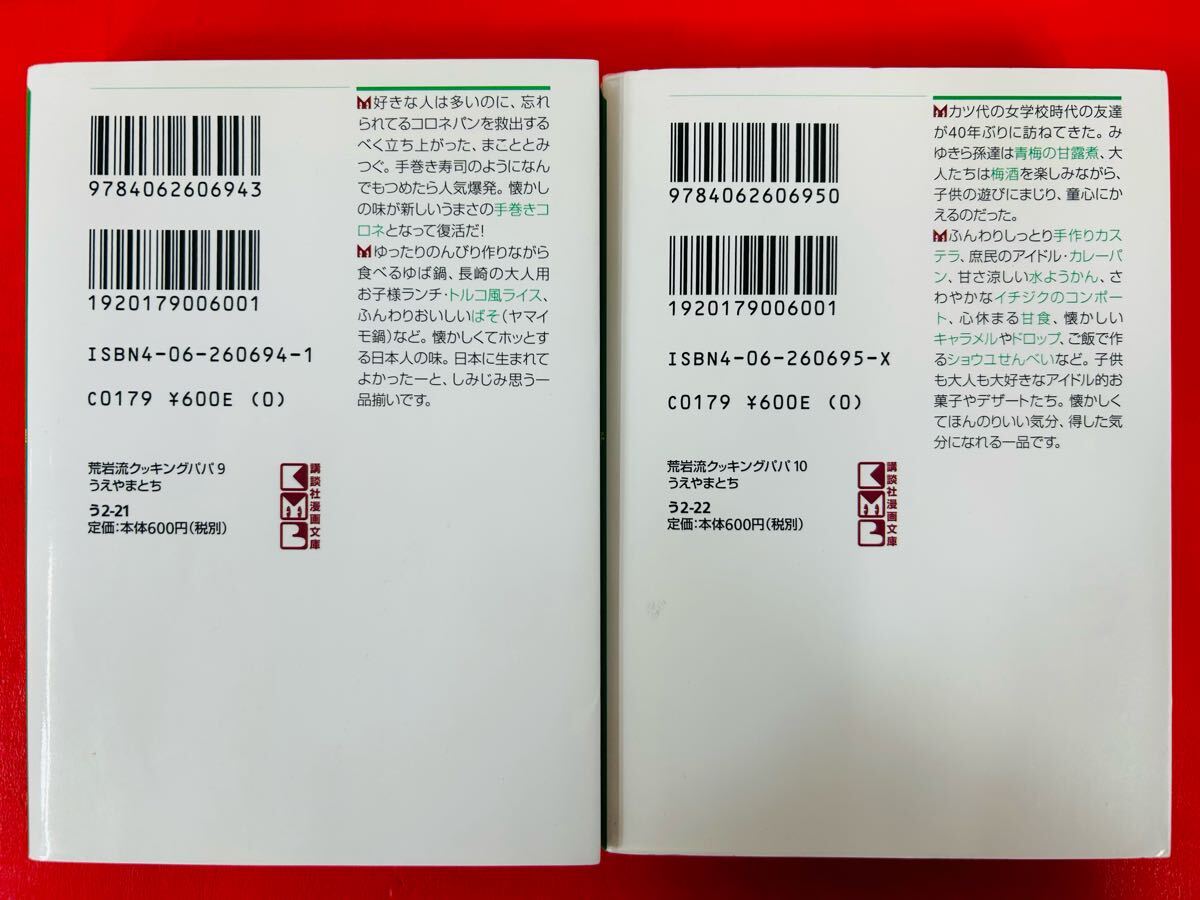 9784062606943
1920179006001
ISBN4-06-260694-1
C0179 ¥600E (0)
好きな人は多いのに、忘れ
られてるコロネパンを救出する
べく立ち上がった、まこととみ
つぐ。手巻き寿司のようになん
でもつめたら人気爆発。懐かし
の味が新しいうまさの手巻きコ
ロネとなって復活だ!
ゆったりのんびり作りながら
食べるゆば鍋、長崎の大人用
お子様ランチ・トルコ風ライス、
ふんわりおいしいばそ(ヤマイ
モ鍋)など。懐かしくてホッとす
る日本人の味。日本に生まれて
よかったーと、しみじみ思う一
品揃いです。
荒岩流クッキングパパ 9
うえやまとち
う2-21
定価:本体600円(税別)
KMB
講談社漫画文庫
9784062606950
1920179006001
ISBN4-06-260695-X
C0179 ¥600E (0)
カツ代の女学校時代の友達
が40年ぶりに訪ねてきた。み
ゆきら孫達は青梅の甘露煮、大
人たちは梅酒を楽しみながら、
子供の遊びにまじり、童心にか
えるのだった。
ふんわりしっとり手作りカス
テラ、庶民のアイドル・カレーパ
ン、甘さ涼しい水ようかん、さ
わやかなイチジクのコンポー
ト、心休まる甘食、懐かしい
キャラメルやドロップ、ご飯で作
るショウユせんべいなど。子供
も大人も大好きなアイドル的お
菓子やデザートたち。懐かしく
てほんのりいい気分、得した気
分になれる一品です。
荒岩流クッキングパパ 10
うえやまとち
う2-22
定価:本体600円(税別)
KMB
講談社漫画文庫